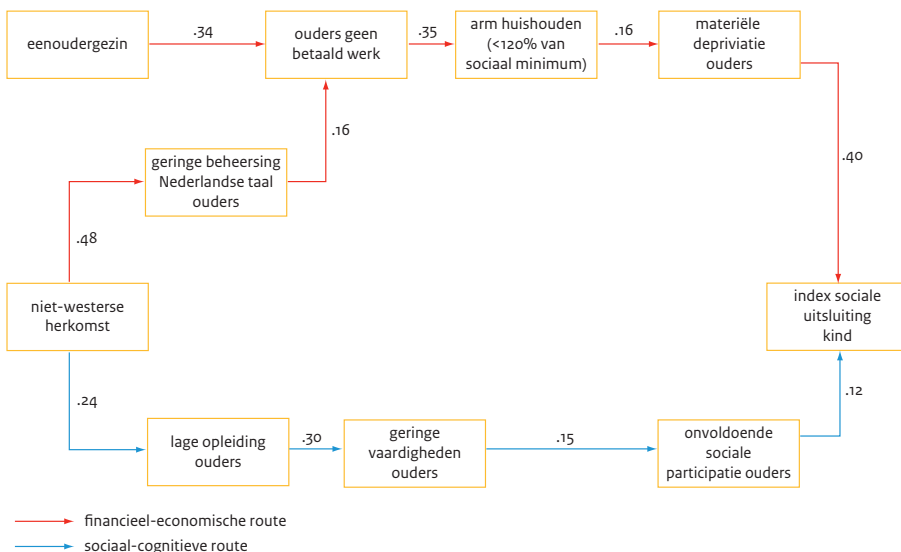 eenoudergezin
.34
ouders geen
betaald werk
.35
arm huishouden
(<120% van
sociaal minimum)
.16
materiële
depriviatie
ouders
.16
geringe beheersing
Nederlandse taal
ouders
.40
.48
niet-westerse
herkomst
index sociale
uitsluiting
kind
.24
.12
lage opleiding
ouders
.30
geringe
vaardigheden
ouders
.15
onvoldoende
sociale
participatie ouders
financieel-economische route
sociaal-cognitieve route